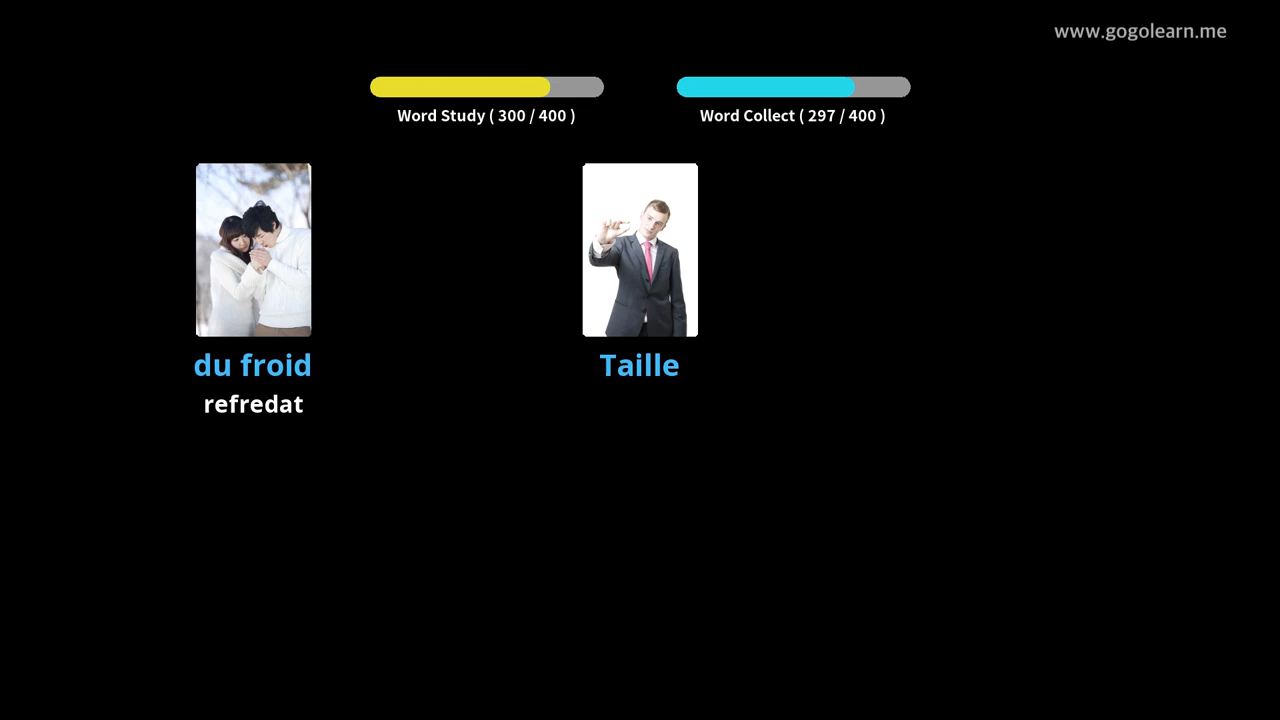 www.gogolearn.me
Word Study ( 300 / 400 )
Word Collect ( 297 / 400 )
du froid
Taille
refredat